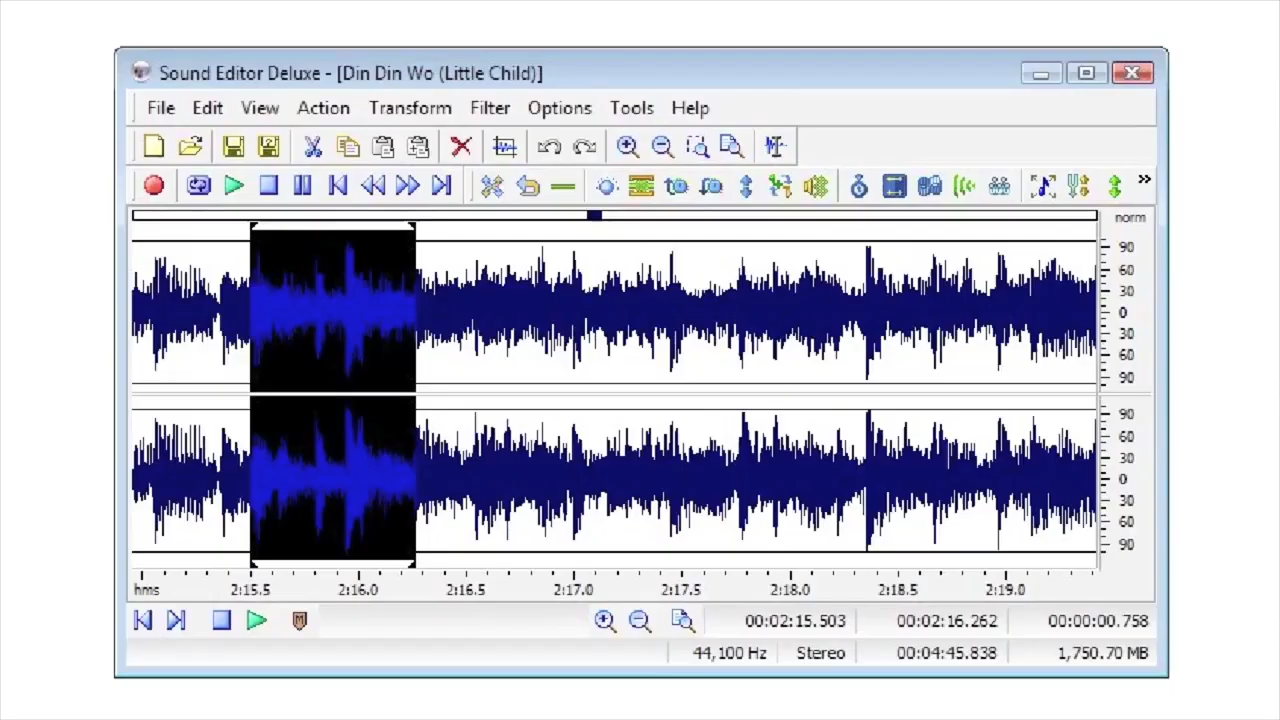 Sound Editor Deluxe - [Din Din Wo (Little Child)]
File Edit View Action Transform Filter Options Tools Help
norm
90
60
30
0
30
60
90
90
60
30
0
30
60
90
hms 2:15.5 2:16.0 2:16.5 2:17.0 2:17.5 2:18.0 2:18.5 2:19.0
00:02:15.503 00:02:16.262 00:00:00.758
44,100 Hz Stereo 00:04:45.838 1,750.70 MB